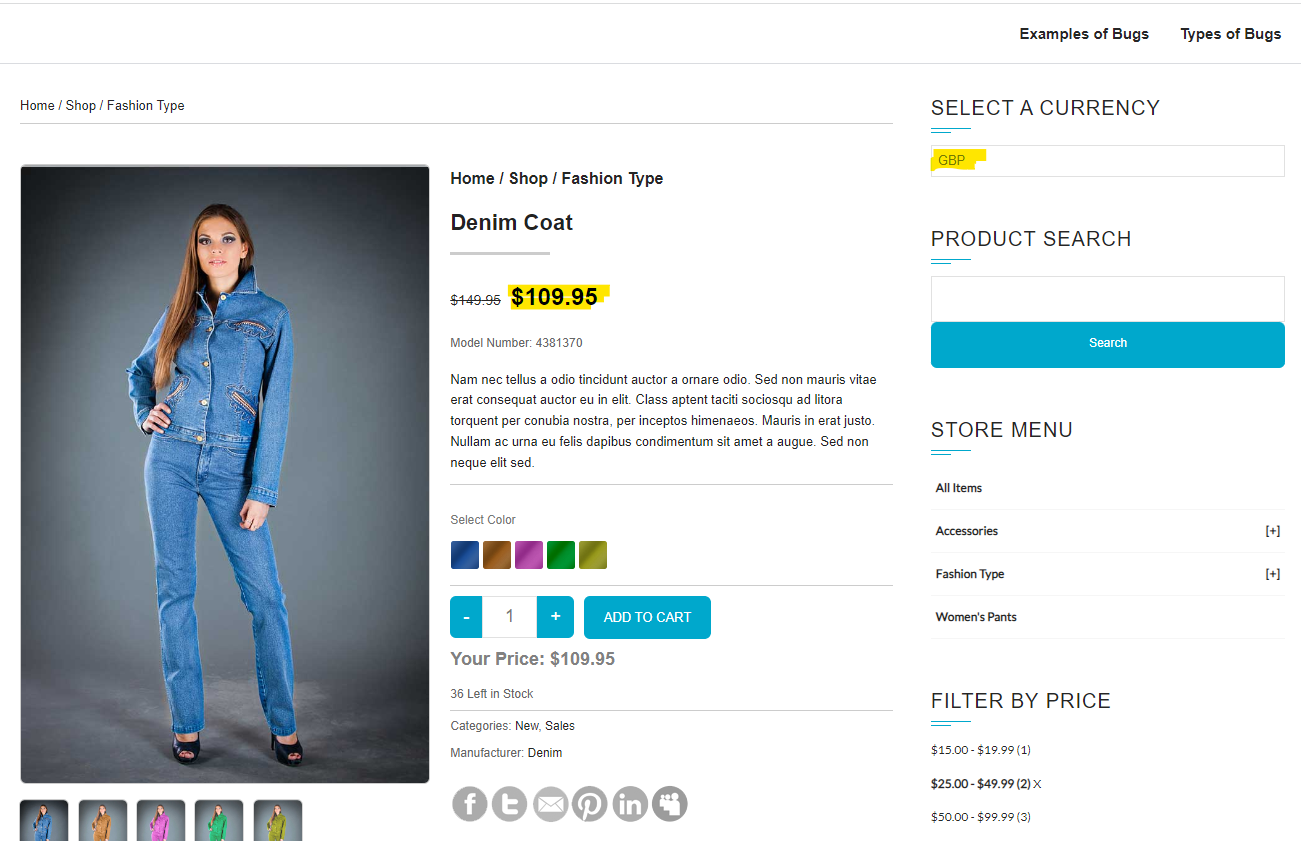 Examples of Bugs
Types of Bugs
Home / Shop / Fashion Type
Home / Shop / Fashion Type
Denim Coat
$149.95 $109.95
Model Number: 4381370
Nam nec tellus a odio tincidunt auctor a ornare odio. Sed non mauris vitae
erat consequat auctor eu in elit. Class aptent taciti sociosqu ad litora
torquent per conubia nostra, per inceptos himenaeos. Mauris in erat justo.
Nullam ac urna eu felis dapibus condimentum sit amet a augue. Sed non
neque elit sed.
Select Color
- 1 + ADD TO CART
Your Price: $109.95
36 Left in Stock
Categories: New, Sales
Manufacturer: Denim
SELECT A CURRENCY
GBP
PRODUCT SEARCH
Search
STORE MENU
All Items
Accessories [+]
Fashion Type [+]
Women's Pants
FILTER BY PRICE
$15.00 - $19.99 (1)
$25.00 - $49.99 (2) X
$50.00 - $99.99 (3)